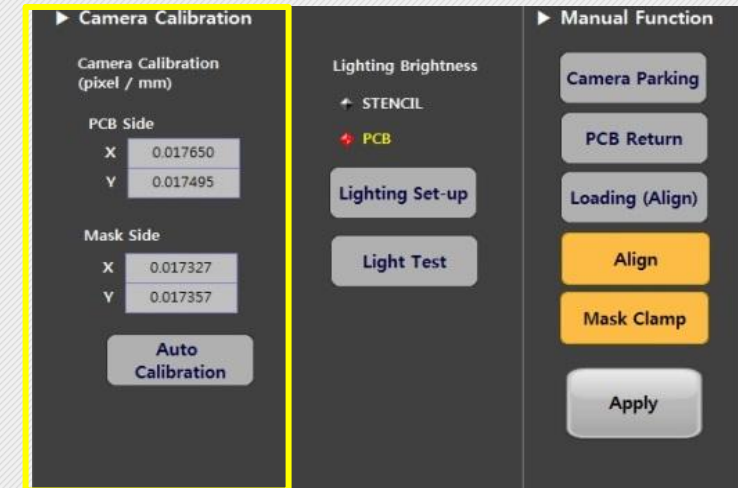 ▶ Camera Calibration
Camera Calibration
(pixel / mm)
PCB Side
X 0.017650
Y 0.017495
Mask Side
X 0.017327
Y 0.017357
Auto
Calibration
Lighting Brightness
STENCIL
PCB
Lighting Set-up
Light Test
▶ Manual Function
Camera Parking
PCB Return
Loading (Align)
Align
Mask Clamp
Apply